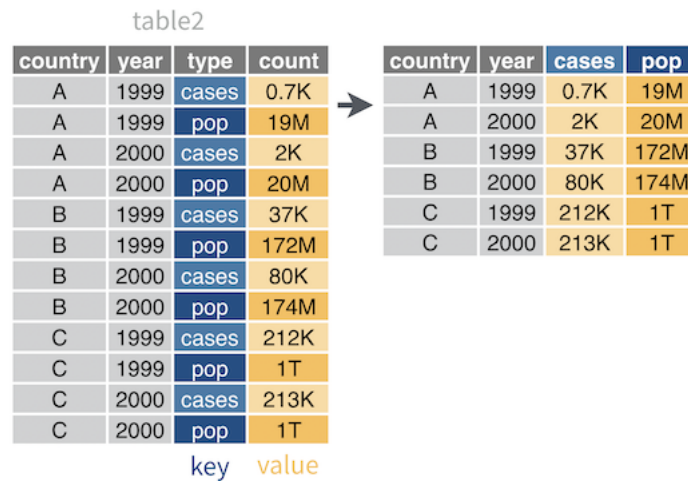 table2
country year type count
A 1999 cases 0.7K
A 1999 pop 19M
A 2000 cases 2K
A 2000 pop 20M
B 1999 cases 37K
B 1999 pop 172M
B 2000 cases 80K
B 2000 pop 174M
C 1999 cases 212K
C 1999 pop 1T
C 2000 cases 213K
C 2000 pop 1T
key value
country year cases pop
A 1999 0.7K 19M
A 2000 2K 20M
B 1999 37K 172M
B 2000 80K 174M
C 1999 212K 1T
C 2000 213K 1T